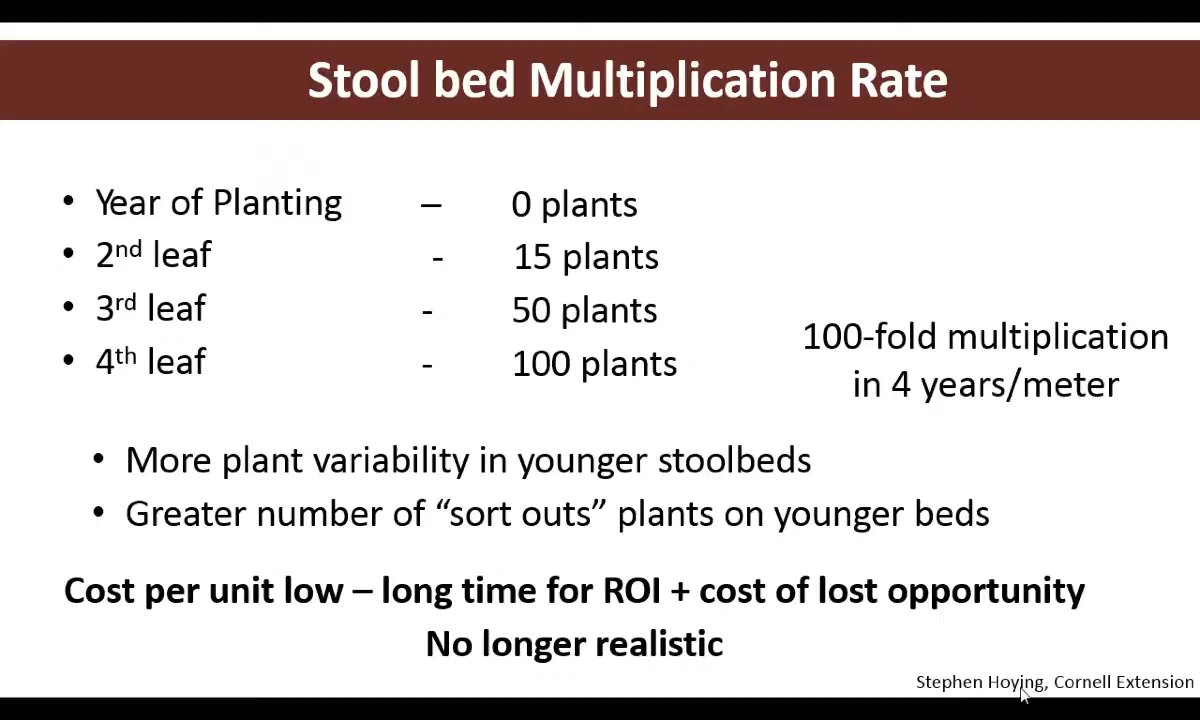 Stool bed Multiplication Rate
• Year of Planting – 0 plants
• 2nd leaf - 15 plants
• 3rd leaf - 50 plants
• 4th leaf - 100 plants
100-fold multiplication
in 4 years/meter
• More plant variability in younger stoolbeds
• Greater number of “sort outs” plants on younger beds
Cost per unit low – long time for ROI + cost of lost opportunity
No longer realistic
Stephen Hoying, Cornell Extension